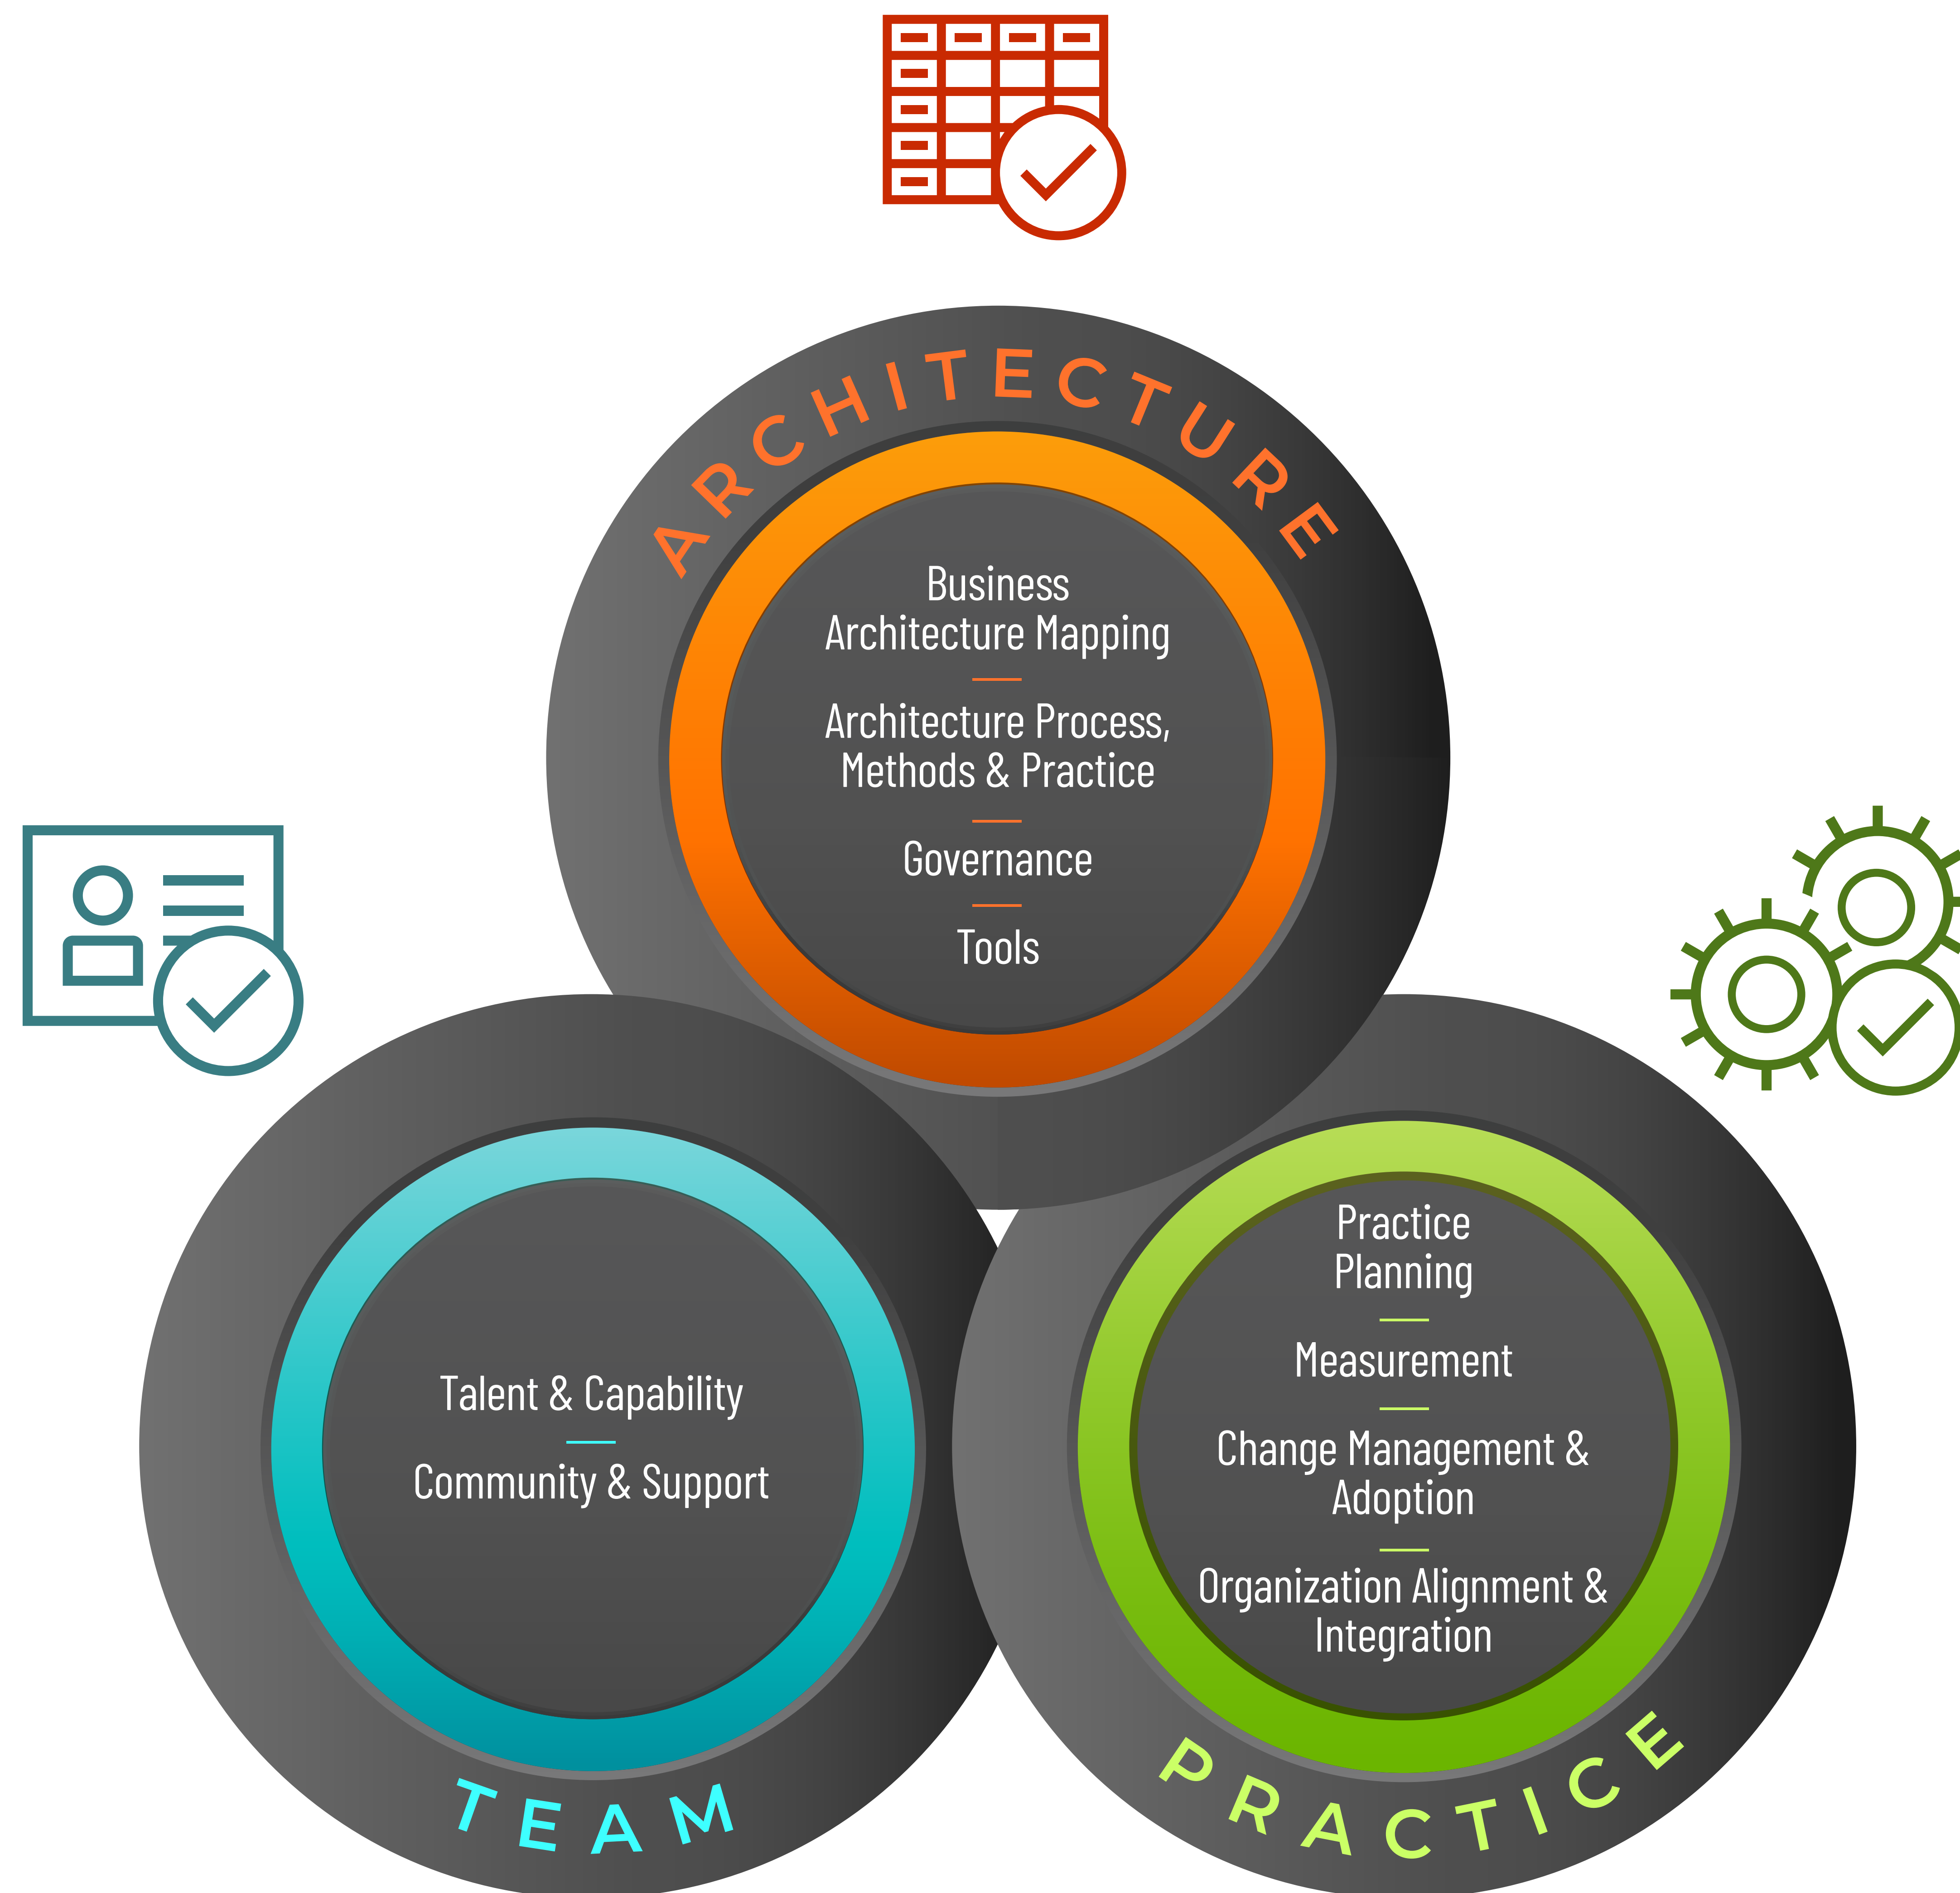 ARCHITECTURE
Business
Architecture Mapping
Architecture Process,
Methods & Practice
Governance
Tools
Talent & Capability
Community & Support
TEAM
Practice
Planning
Measurement
Change Management &
Adoption
Organization Alignment &
Integration
PRACTICE